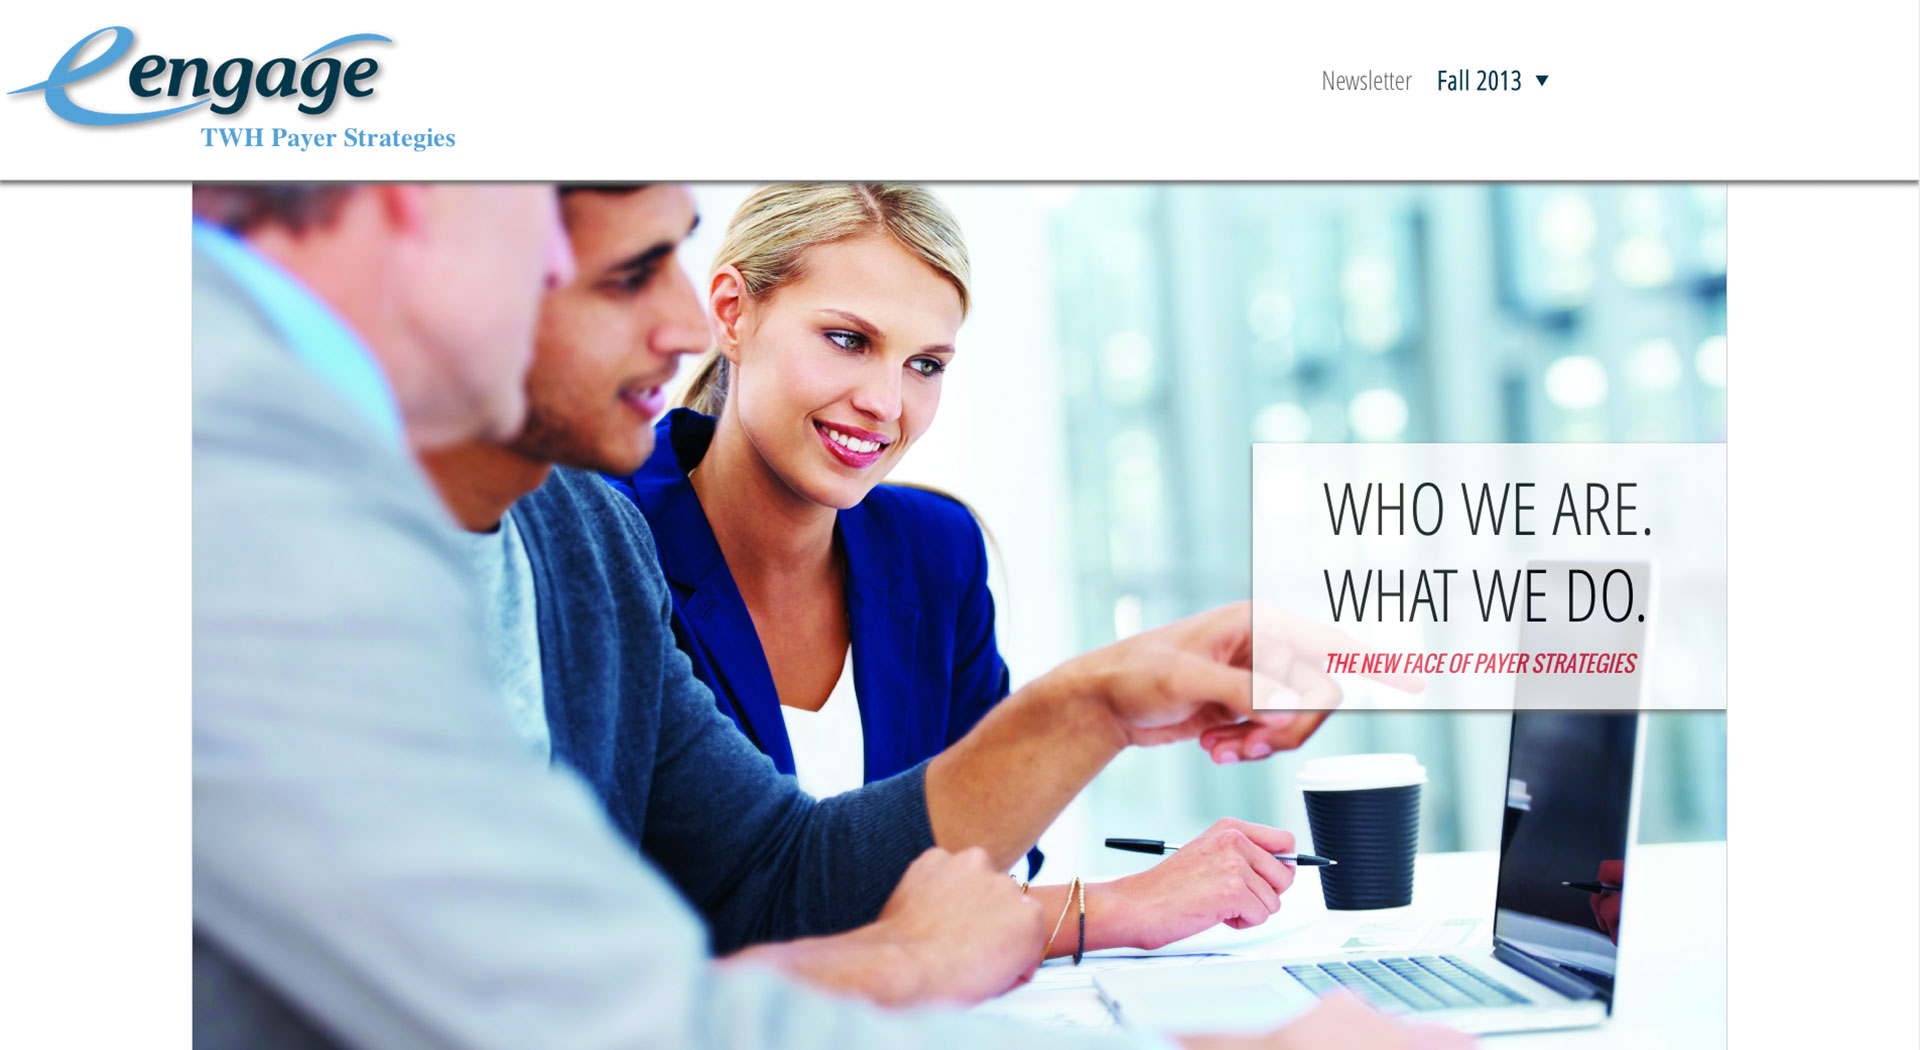 engage
TWH Payer Strategies
Newsletter Fall 2013
WHO WE ARE.
WHAT WE DO.
THE NEW FACE OF PAYER STRATEGIES